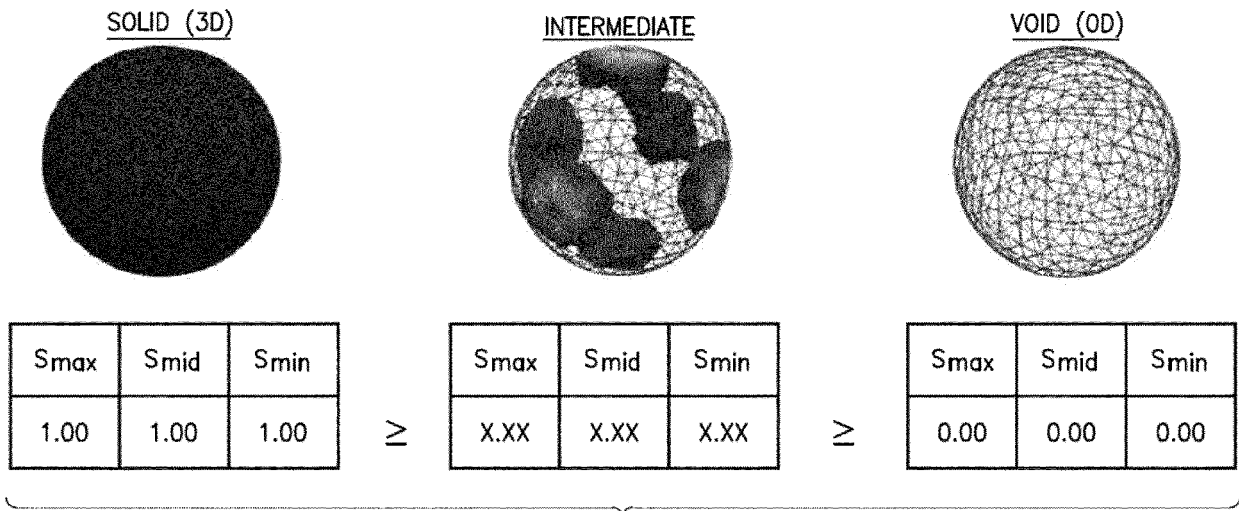 SOLID (3D) INTERMEDIATE VOID (0D)
Smax Smid Smin Smax Smid Smin Smax Smid Smin
1.00 1.00 1.00 ≥ X.XX X.XX X.XX ≥ 0.00 0.00 0.00